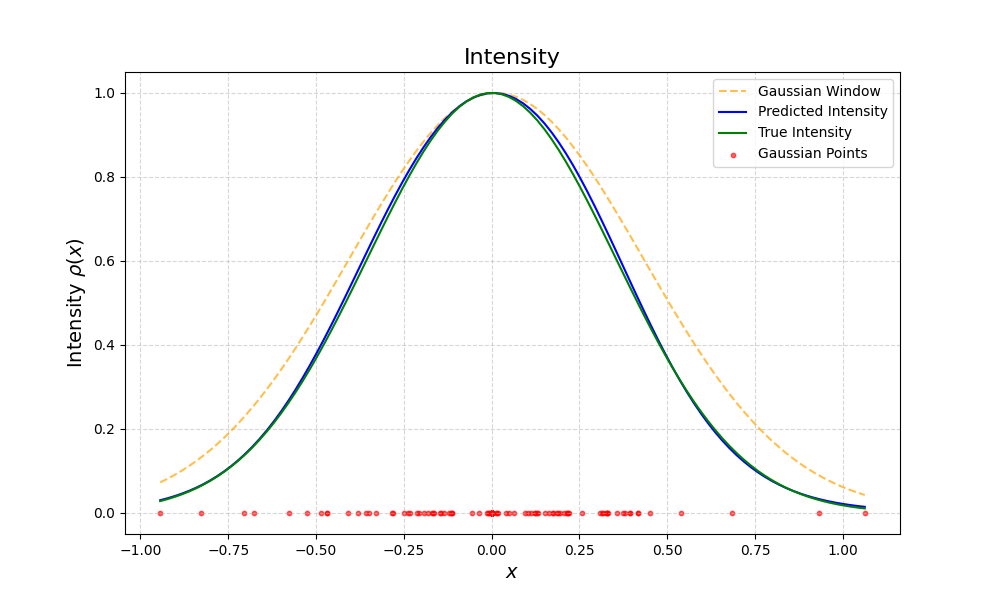 Intensity
Gaussian Window
Predicted Intensity
True Intensity
Gaussian Points
Intensity ρ(x)
1.0
0.8
0.6
0.4
0.2
0.0
−1.00 −0.75 −0.50 −0.25 0.00 0.25 0.50 0.75 1.00
x